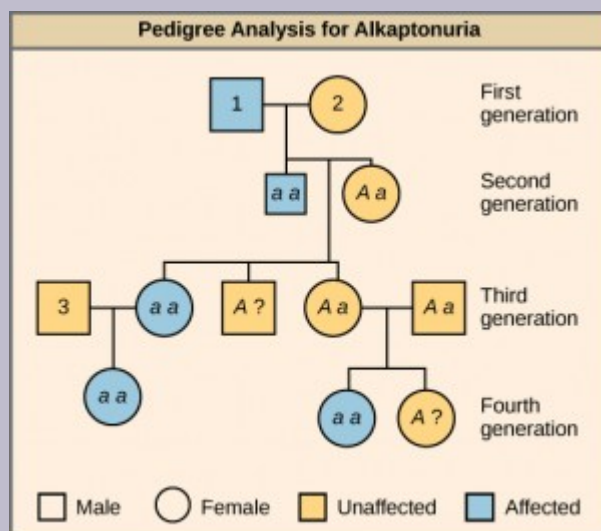 Pedigree Analysis for Alkaptonuria
1
2
First
generation
a a
A a
Second
generation
3
a a
A ?
A a
A a
Third
generation
a a
a a
A ?
Fourth
generation
Male
Female
Unaffected
Affected